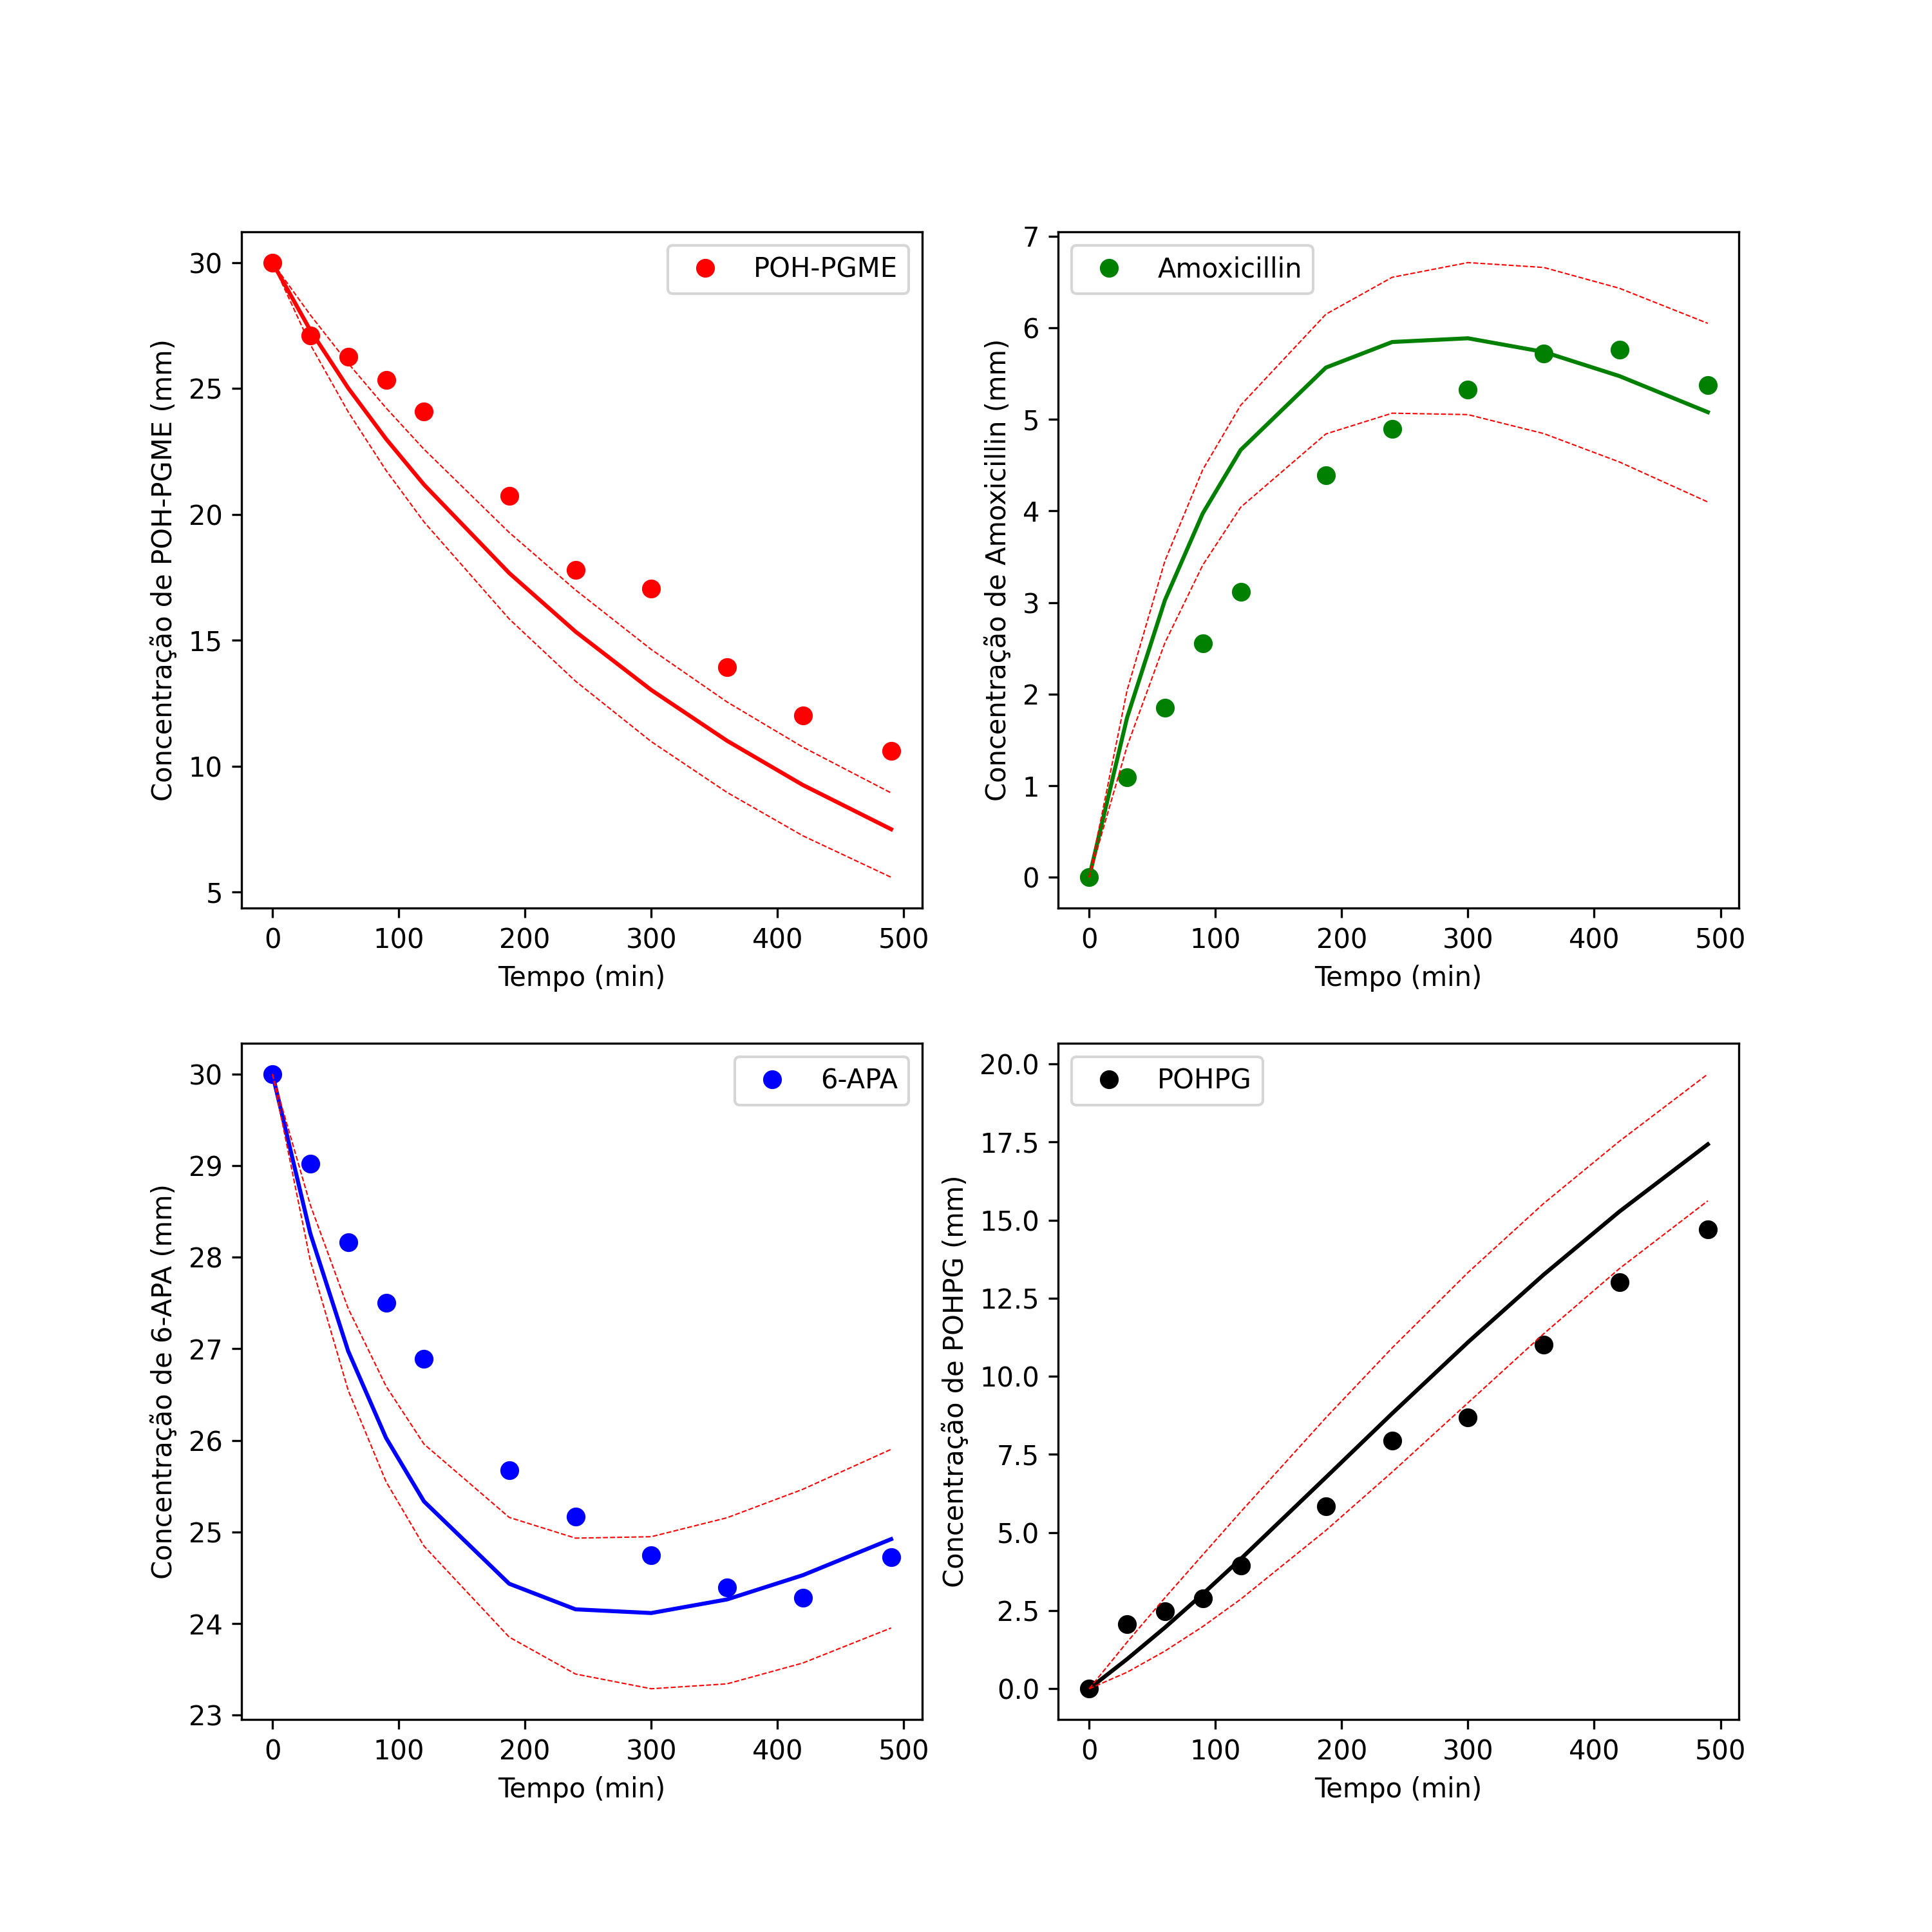 POH-PGME
Concentração de POH-PGME (mm)
30
25
20
15
10
5
0 100 200 300 400 500
Tempo (min)
Amoxicillin
Concentração de Amoxicillin (mm)
7
6
5
4
3
2
1
0
0 100 200 300 400 500
Tempo (min)
6-APA
Concentração de 6-APA (mm)
30
29
28
27
26
25
24
23
0 100 200 300 400 500
Tempo (min)
POHPG
Concentração de POHPG (mm)
20.0
17.5
15.0
12.5
10.0
7.5
5.0
2.5
0.0
0 100 200 300 400 500
Tempo (min)